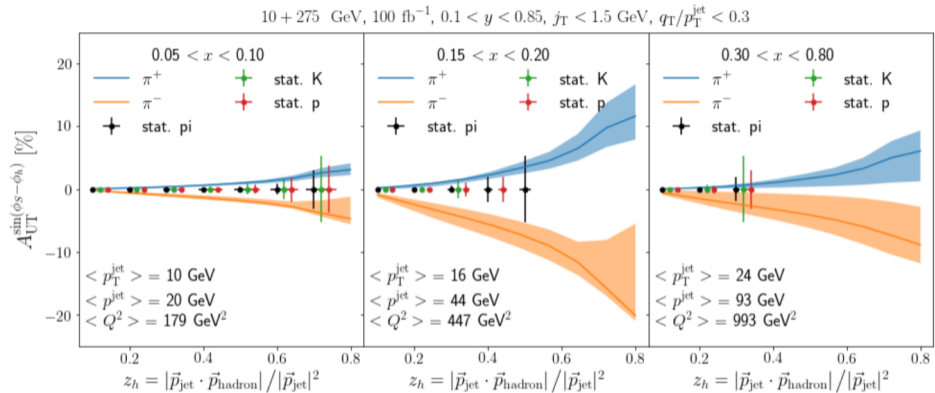 10 + 275 GeV, 100 fb⁻¹, 0.1 < y < 0.85, j_T < 1.5 GeV, q_T/p_T^jet < 0.3
A_UT^sin(ϕ_S−ϕ_h) [%]
20
10
0
−10
−20
0.05 < x < 0.10
π⁺
π⁻
stat. pi
stat. K
stat. p
< p_T^jet > = 10 GeV
< p^jet > = 20 GeV
< Q² > = 179 GeV²
0.2 0.4 0.6 0.8
z_h = |p⃗_jet · p⃗_hadron|/|p⃗_jet|²
0.15 < x < 0.20
π⁺
π⁻
stat. pi
stat. K
stat. p
< p_T^jet > = 16 GeV
< p^jet > = 44 GeV
< Q² > = 447 GeV²
0.2 0.4 0.6 0.8
z_h = |p⃗_jet · p⃗_hadron|/|p⃗_jet|²
0.30 < x < 0.80
π⁺
π⁻
stat. pi
stat. K
stat. p
< p_T^jet > = 24 GeV
< p^jet > = 93 GeV
< Q² > = 993 GeV²
0.2 0.4 0.6 0.8
z_h = |p⃗_jet · p⃗_hadron|/|p⃗_jet|²